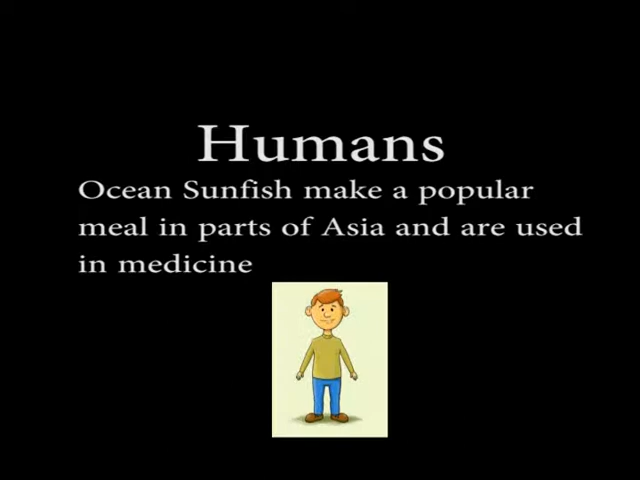 Humans
Ocean Sunfish make a popular
meal in parts of Asia and are used
in medicine